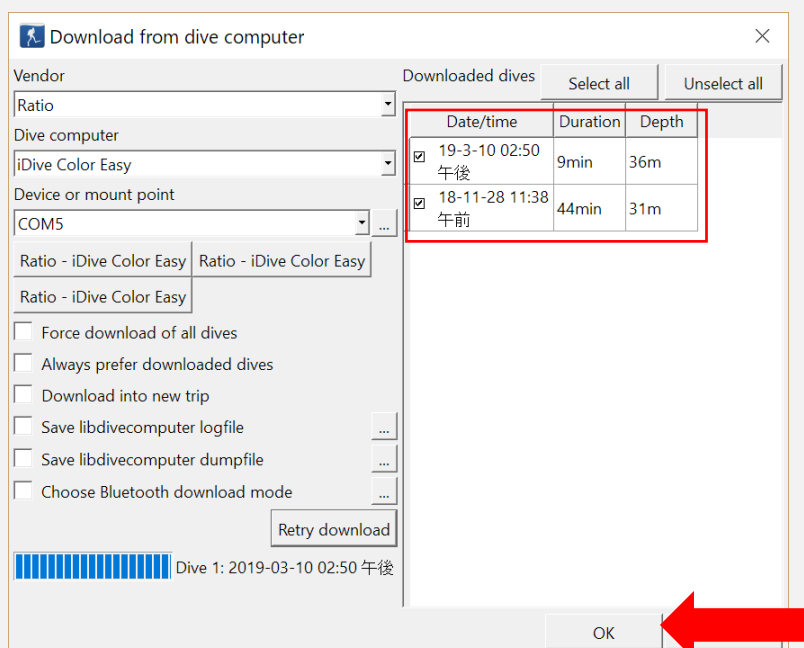 Download from dive computer
Vendor
Ratio
Dive computer
iDive Color Easy
Device or mount point
COM5
...
Ratio - iDive Color Easy
Ratio - iDive Color Easy
Ratio - iDive Color Easy
Force download of all dives
Always prefer downloaded dives
Download into new trip
Save libdivecomputer logfile
...
Save libdivecomputer dumpfile
...
Choose Bluetooth download mode
...
Retry download
Dive 1: 2019-03-10 02:50 午後
Downloaded dives
Select all
Unselect all
Date/time Duration Depth
19-3-10 02:50
午後
9min 36m
18-11-28 11:38
午前
44min 31m
OK